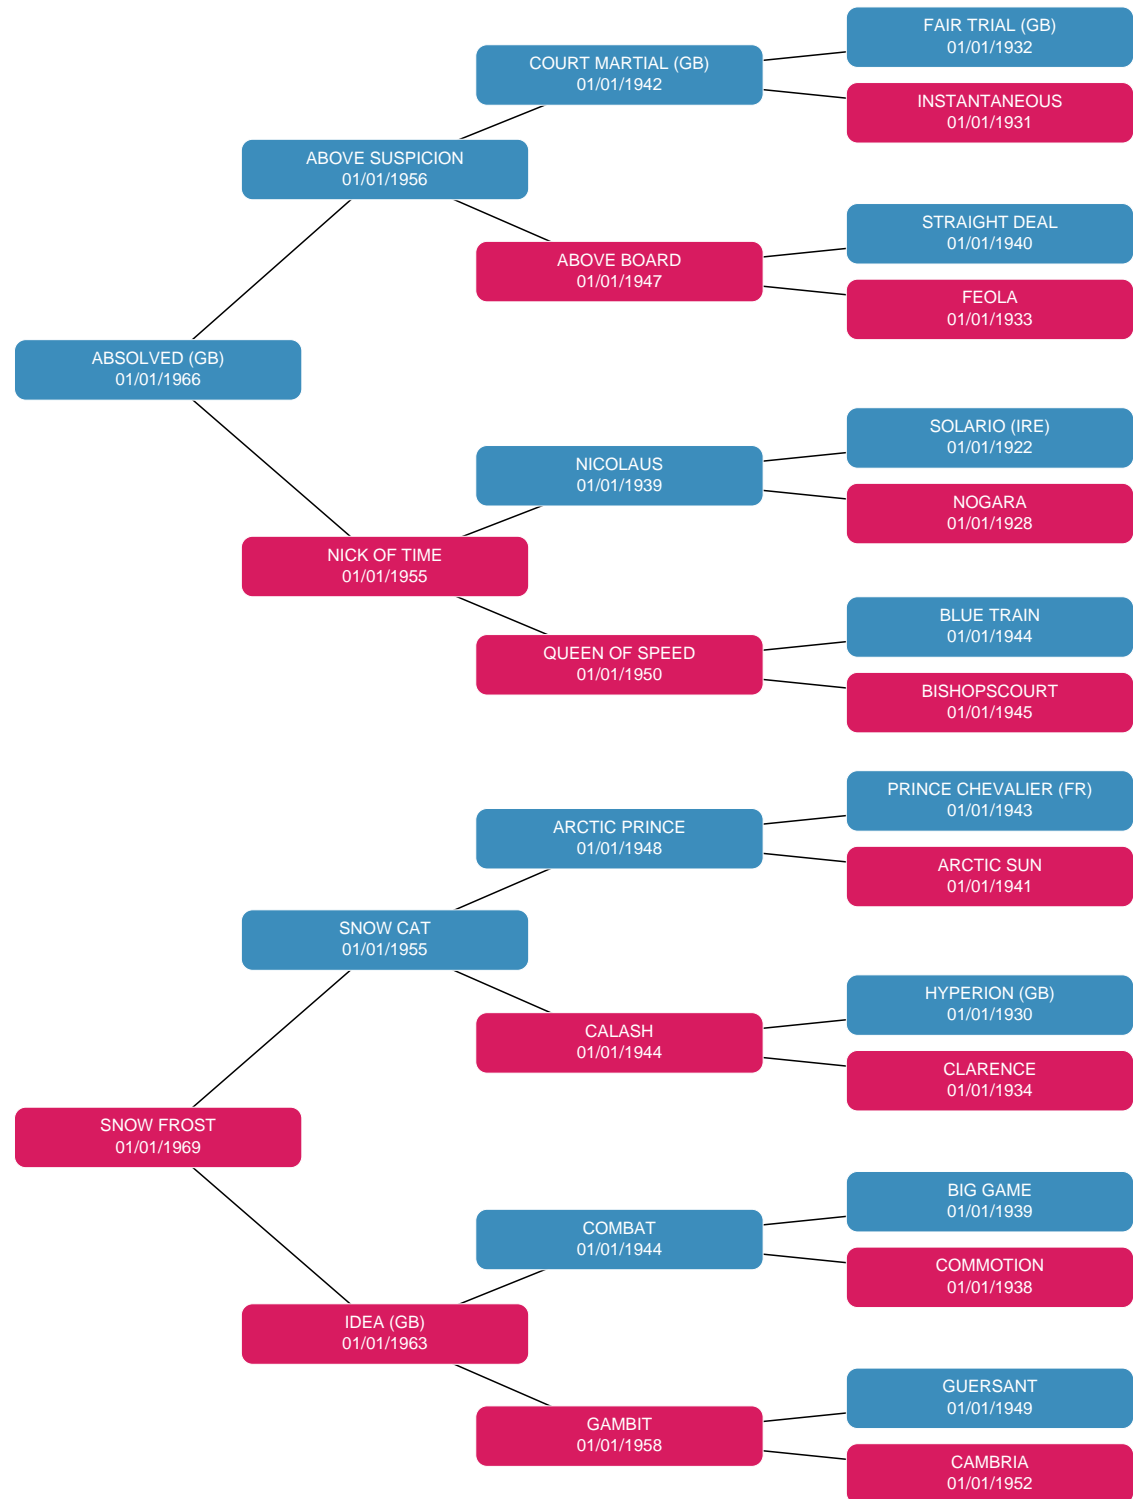 FAIR TRIAL (GB)
01/01/1932
COURT MARTIAL (GB)
01/01/1942
INSTANTANEOUS
01/01/1931
ABOVE SUSPICION
01/01/1956
STRAIGHT DEAL
01/01/1940
ABOVE BOARD
01/01/1947
FEOLA
01/01/1933
ABSOLVED (GB)
01/01/1966
SOLARIO (IRE)
01/01/1922
NICOLAUS
01/01/1939
NOGARA
01/01/1928
NICK OF TIME
01/01/1955
BLUE TRAIN
01/01/1944
QUEEN OF SPEED
01/01/1950
BISHOPSCOURT
01/01/1945
PRINCE CHEVALIER (FR)
01/01/1943
ARCTIC PRINCE
01/01/1948
ARCTIC SUN
01/01/1941
SNOW CAT
01/01/1955
HYPERION (GB)
01/01/1930
CALASH
01/01/1944
CLARENCE
01/01/1934
SNOW FROST
01/01/1969
BIG GAME
01/01/1939
COMBAT
01/01/1944
COMMOTION
01/01/1938
IDEA (GB)
01/01/1963
GUERSANT
01/01/1949
GAMBIT
01/01/1958
CAMBRIA
01/01/1952